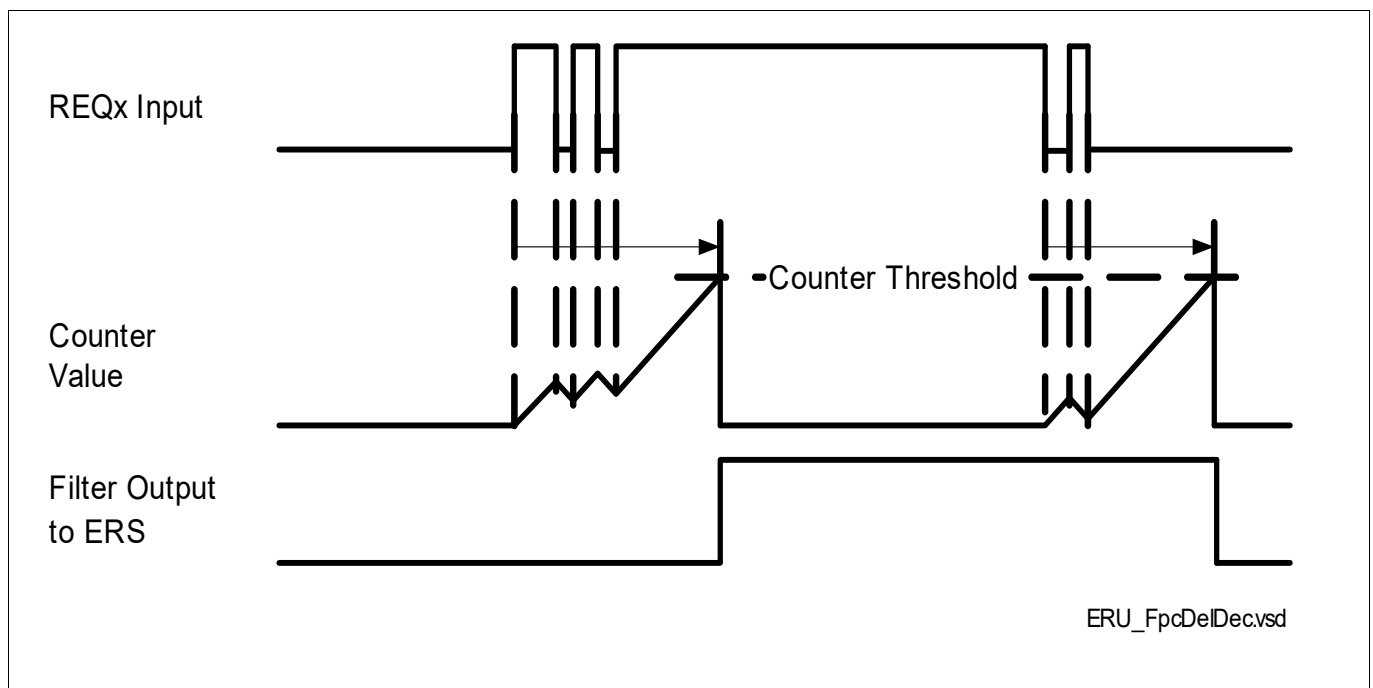 REQx Input
Counter Threshold
Counter
Value
Filter Output
to ERS
ERU_FpcDelDec.vsd